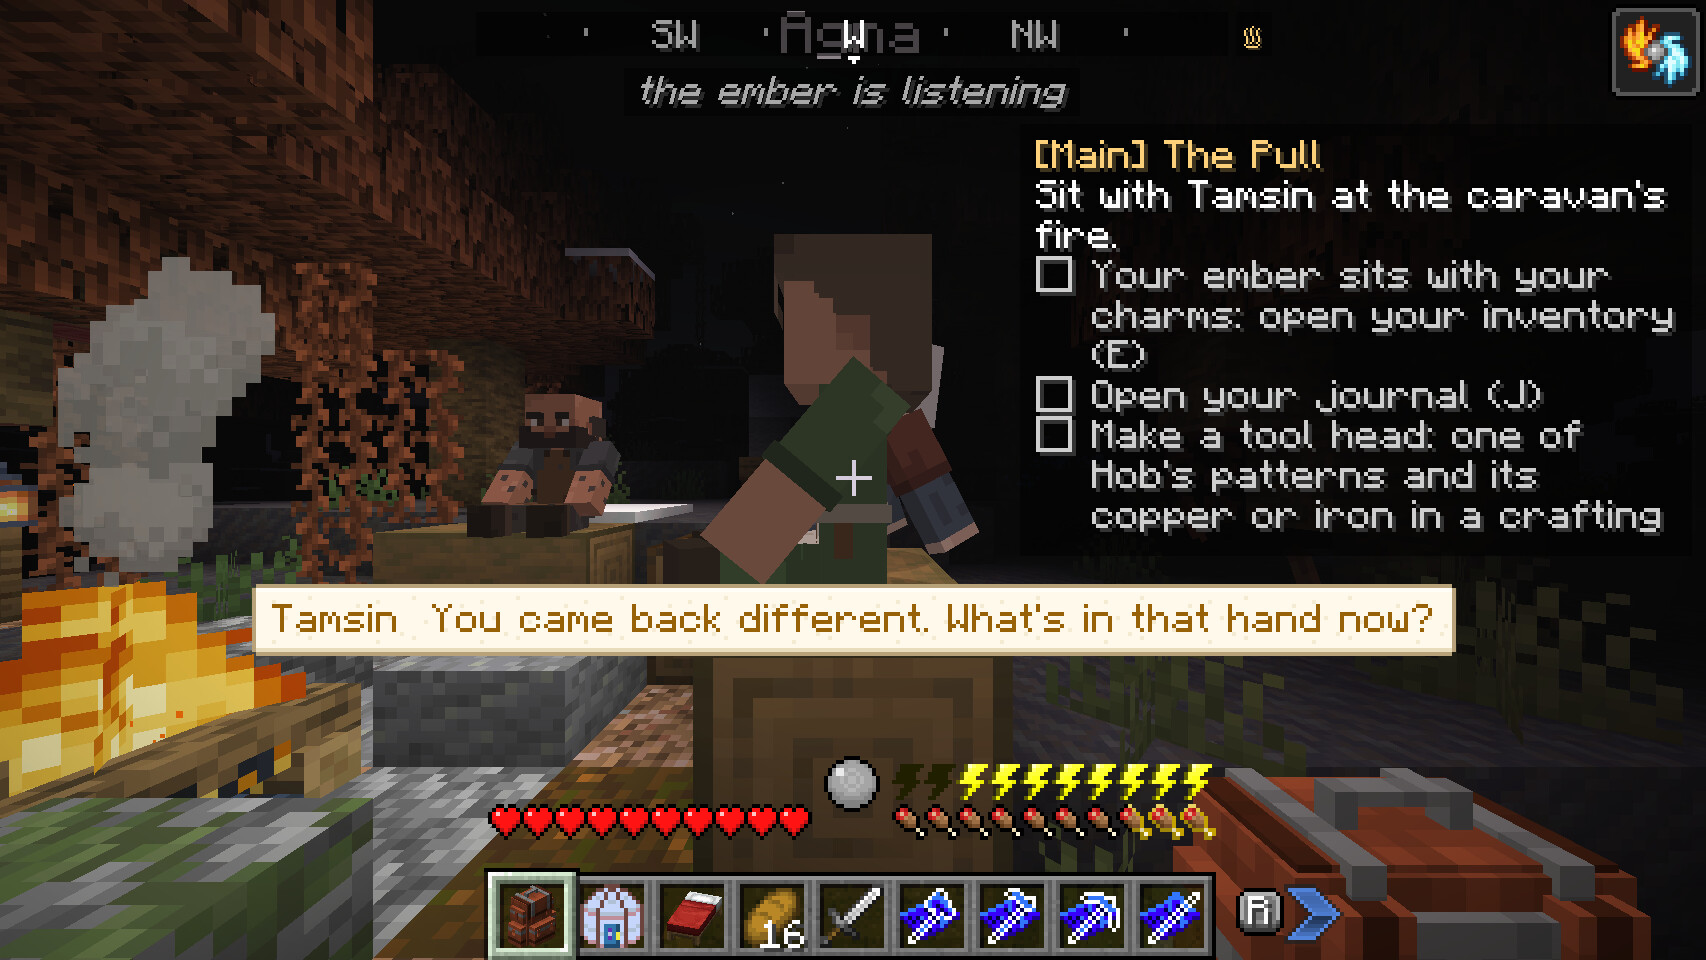 SW W NW
Agna
the ember is listening
[Main] The Pull
Sit with Tamsin at the caravan's
fire.
Your ember sits with your
charms: open your inventory
(E)
Open your journal (J)
Make a tool head: one of
Hob's patterns and its
copper or iron in a crafting
Tamsin You came back different. What's in that hand now?
16
R